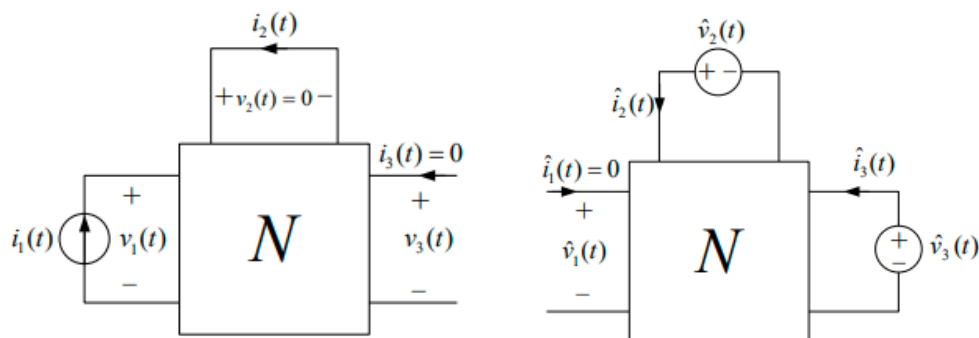 i₂(t)
+ v₂(t) = 0 −
i₃(t) = 0
+
+
i₁(t)
v₁(t)
N
v₃(t)
−
−
v̂₂(t)
+ −
î₂(t)
î₁(t) = 0
î₃(t)
+
v̂₁(t)
N
+
−
v̂₃(t)
−